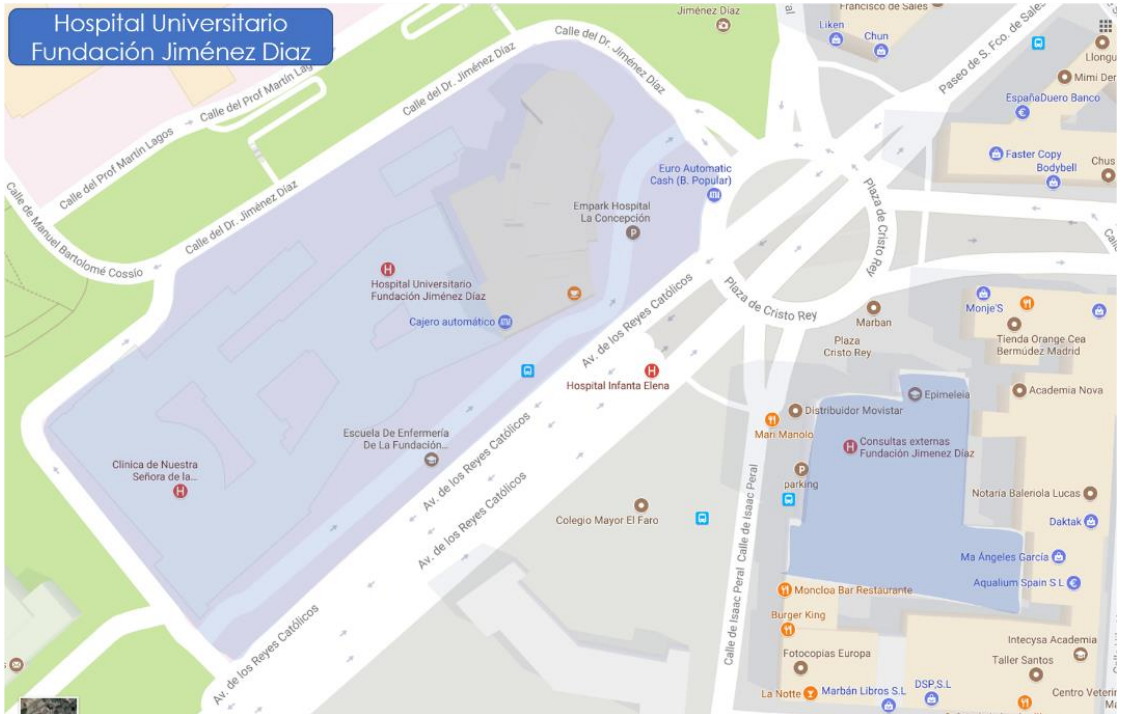 Hospital Universitario
Fundación Jiménez Diaz
Jiménez Díaz
Francisco de Sales
Liken
Chun
Paseo de S. Fco. de Sales
Llongu
Mimi Der
EspañaDuero Banco
Faster Copy
Bodybell
Chus
Calle del Dr. Jiménez Díaz
Calle del Dr. Jiménez Díaz
Calle del Dr. Jiménez Díaz
Calle del Prof Martín Lagos
Calle del Prof Martín Lagos
Calle de Manuel Bartolomé Cossío
Euro Automatic
Cash (B. Popular)
Empark Hospital
La Concepción
P
Plaza de Cristo Rey
Plaza de Cristo Rey
H
Hospital Universitario
Fundación Jiménez Díaz
Cajero automático
Av. de los Reyes Católicos
Marban
Plaza
Cristo Rey
Monje'S
Tienda Orange Cea
Bermúdez Madrid
H
Hospital Infanta Elena
Academia Nova
Epimeleia
Distribuidor Movistar
Mari Manolo
H
Consultas externas
Fundación Jimenez Díaz
Escuela De Enfermería
De La Fundación...
Av. de los Reyes Católicos
Clínica de Nuestra
Señora de la...
H
P
parking
Notaría Baleriola Lucas
Daktak
Colegio Mayor El Faro
Av. de los Reyes Católicos
Calle de Isaac Peral
Calle de Isaac Peral
Ma Ángeles García
Aqualium Spain S.L
Moncloa Bar Restaurante
Burger King
Av. de los Reyes Católicos
Fotocopias Europa
Intecysa Academia
Taller Santos
La Notte
Marbán Libros S.L
DSP,S.L
Centro Veter